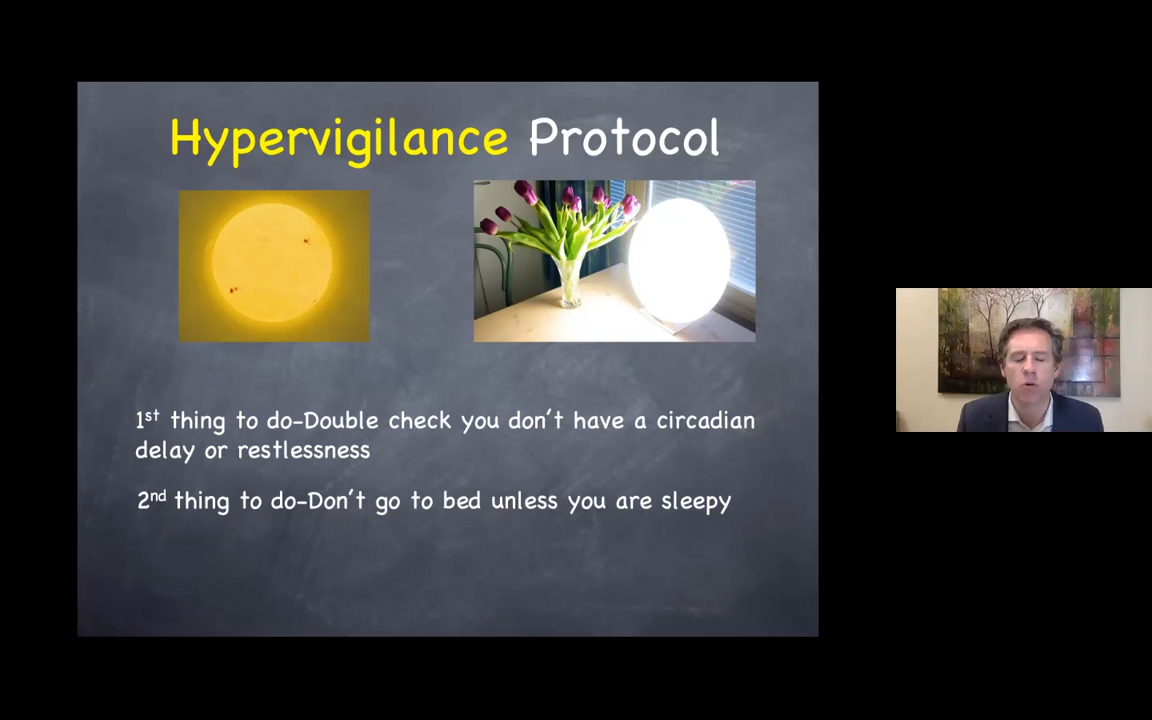 Hypervigilance Protocol
1st thing to do-Double check you don't have a circadian
delay or restlessness
2nd thing to do-Don't go to bed unless you are sleepy